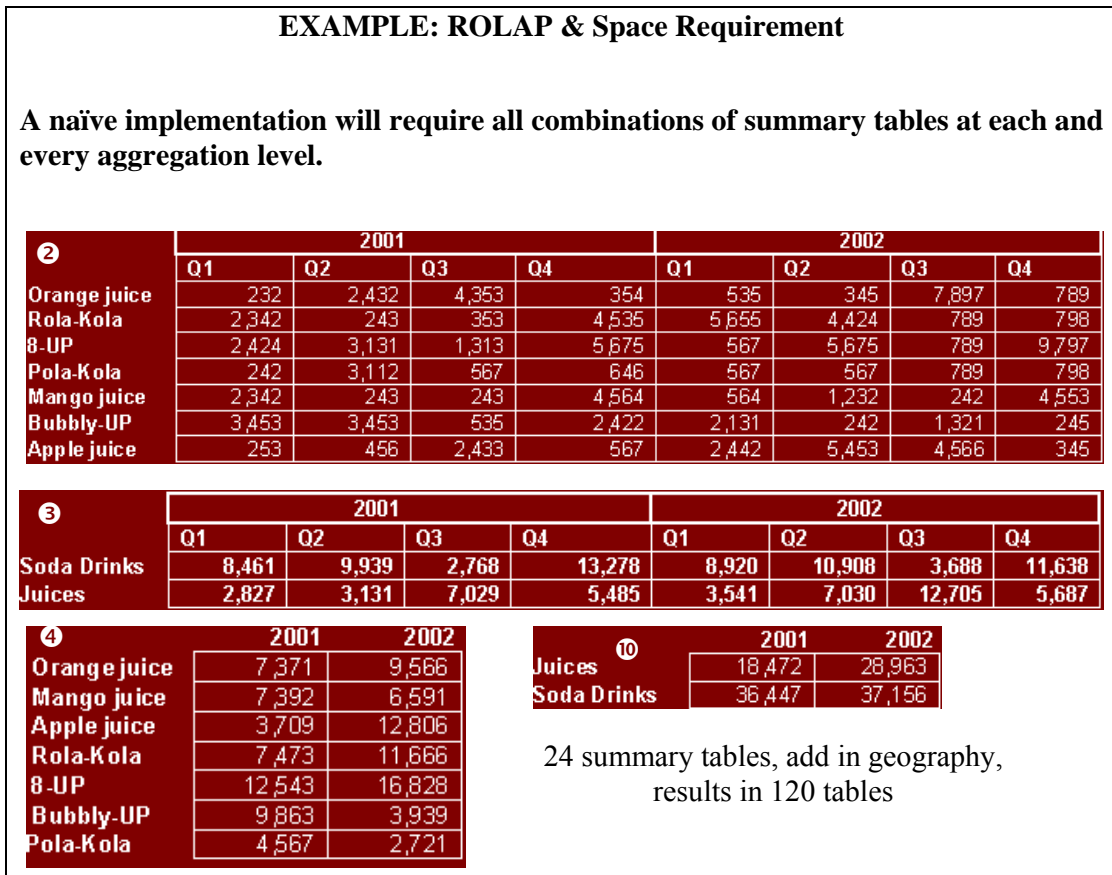 EXAMPLE: ROLAP & Space Requirement
A naïve implementation will require all combinations of summary tables at each and
every aggregation level.
❷ 2001 2002
Q1 Q2 Q3 Q4 Q1 Q2 Q3 Q4
Orange juice 232 2,432 4,353 354 535 345 7,897 789
Rola-Kola 2,342 243 353 4,535 5,655 4,424 789 798
8-UP 2,424 3,131 1,313 5,675 567 5,675 789 9,797
Pola-Kola 242 3,112 567 646 567 567 789 798
Mango juice 2,342 243 243 4,564 564 1,232 242 4,553
Bubbly-UP 3,453 3,453 535 2,422 2,131 242 1,321 245
Apple juice 253 456 2,433 567 2,442 5,453 4,566 345
❸ 2001 2002
Q1 Q2 Q3 Q4 Q1 Q2 Q3 Q4
Soda Drinks 8,461 9,939 2,768 13,278 8,920 10,908 3,688 11,638
Juices 2,827 3,131 7,029 5,485 3,541 7,030 12,705 5,687
❹ 2001 2002
Orange juice 7,371 9,566
Mango juice 7,392 6,591
Apple juice 3,709 12,806
Rola-Kola 7,473 11,666
8-UP 12,543 16,828
Bubbly-UP 9,863 3,939
Pola-Kola 4,567 2,721
❿ 2001 2002
Juices 18,472 28,963
Soda Drinks 36,447 37,156
24 summary tables, add in geography,
results in 120 tables